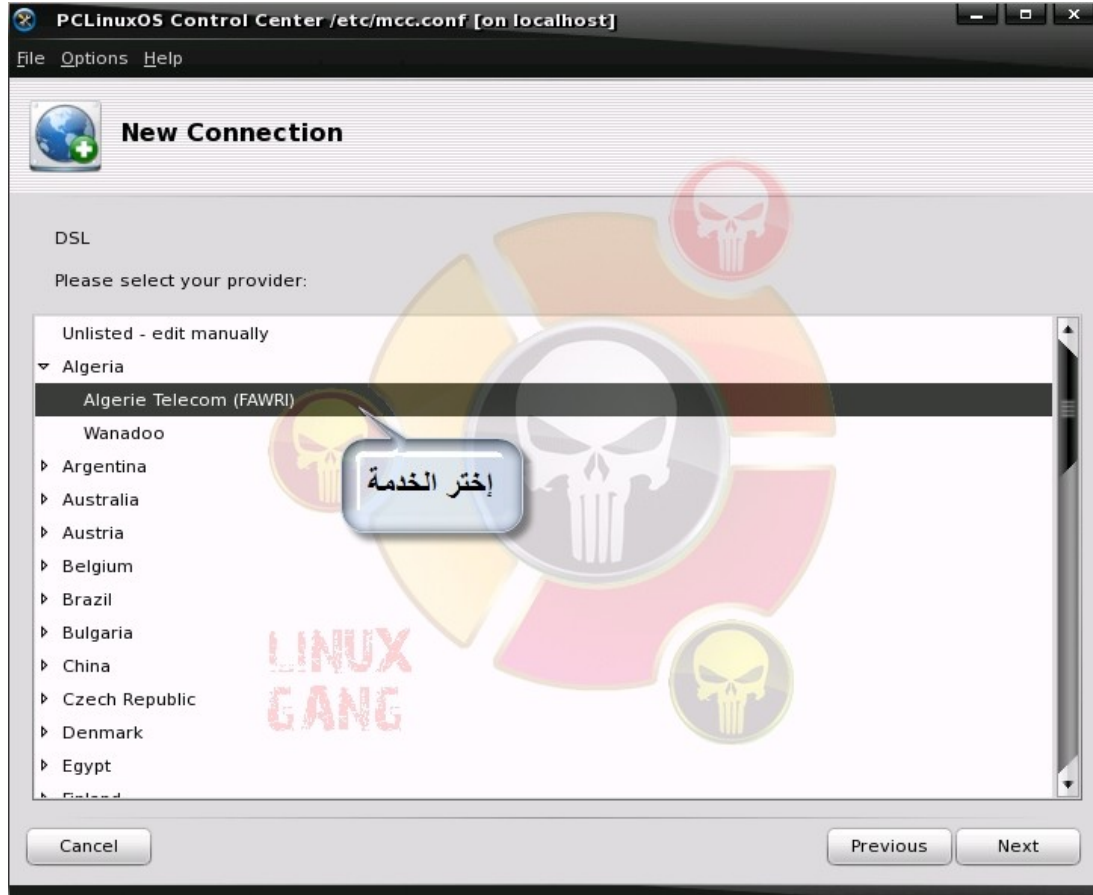 PCLinuxOS Control Center /etc/mcc.conf [on localhost]
File Options Help
New Connection
DSL
Please select your provider:
Unlisted - edit manually
Algeria
Algerie Telecom (FAWRI)
Wanadoo
إختر الخدمة
Argentina
Australia
Austria
Belgium
Brazil
Bulgaria
China
Czech Republic
Denmark
Egypt
Finland
LINUX
GANG
Cancel Previous Next